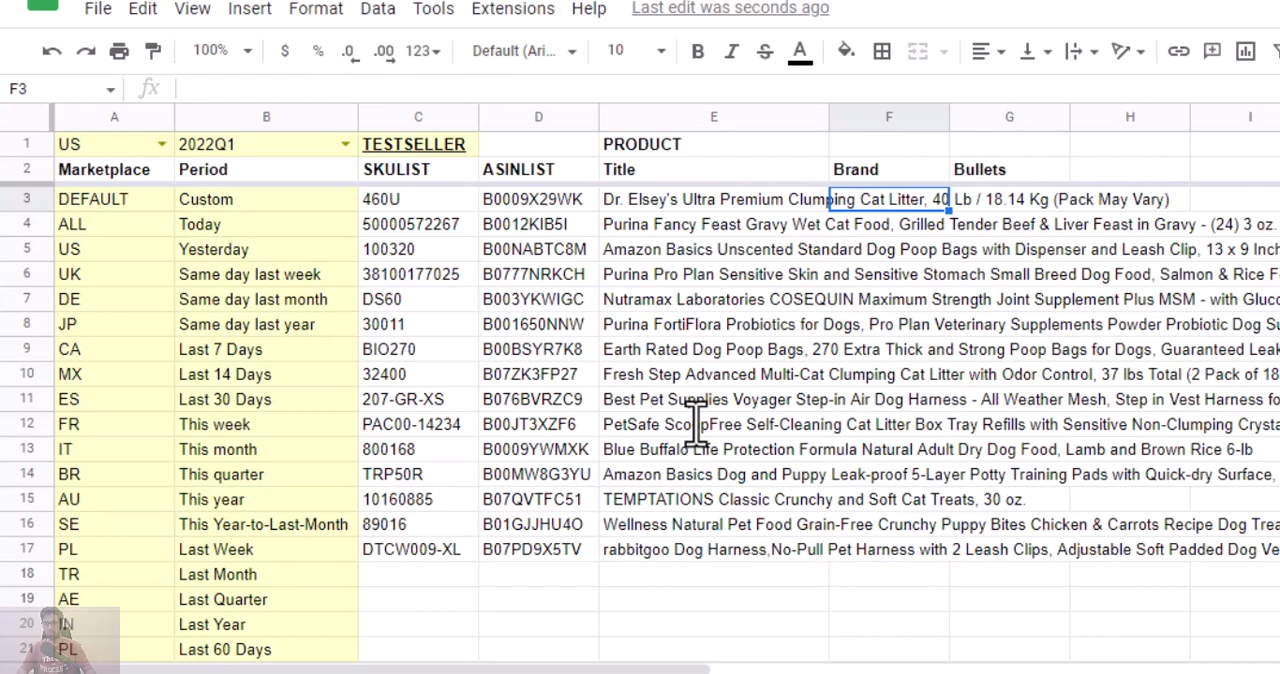 File Edit View Insert Format Data Tools Extensions Help Last edit was seconds ago
100% $ % .0 .00 123 Default (Ari... 10 B I S A
F3 fx
A B C D E F G H I
1 US 2022Q1 TESTSELLER PRODUCT
2 Marketplace Period SKULIST ASINLIST Title Brand Bullets
3 DEFAULT Custom 460U B0009X29WK Dr. Elsey's Ultra Premium Clumping Cat Litter, 40 Lb / 18.14 Kg (Pack May Vary)
4 ALL Today 50000572267 B0012KIB5I Purina Fancy Feast Gravy Wet Cat Food, Grilled Tender Beef & Liver Feast in Gravy - (24) 3 oz.
5 US Yesterday 100320 B00NABTC8M Amazon Basics Unscented Standard Dog Poop Bags with Dispenser and Leash Clip, 13 x 9 Inch
6 UK Same day last week 38100177025 B0777NRKCH Purina Pro Plan Sensitive Skin and Sensitive Stomach Small Breed Dog Food, Salmon & Rice F
7 DE Same day last month DS60 B003YKWIGC Nutramax Laboratories COSEQUIN Maximum Strength Joint Supplement Plus MSM - with Gluco
8 JP Same day last year 30011 B001650NNW Purina FortiFlora Probiotics for Dogs, Pro Plan Veterinary Supplements Powder Probiotic Dog Su
9 CA Last 7 Days BIO270 B00BSYR7K8 Earth Rated Dog Poop Bags, 270 Extra Thick and Strong Poop Bags for Dogs, Guaranteed Leak
10 MX Last 14 Days 32400 B07ZK3FP27 Fresh Step Advanced Multi-Cat Clumping Cat Litter with Odor Control, 37 lbs Total (2 Pack of 18
11 ES Last 30 Days 207-GR-XS B076BVRZC9 Best Pet Supplies Voyager Step-in Air Dog Harness - All Weather Mesh, Step in Vest Harness fo
12 FR This week PAC00-14234 B00JT3XZF6 PetSafe ScoopFree Self-Cleaning Cat Litter Box Tray Refills with Sensitive Non-Clumping Crysta
13 IT This month 800168 B0009YWMXK Blue Buffalo Life Protection Formula Natural Adult Dry Dog Food, Lamb and Brown Rice 6-lb
14 BR This quarter TRP50R B00MW8G3YU Amazon Basics Dog and Puppy Leak-proof 5-Layer Potty Training Pads with Quick-dry Surface,
15 AU This year 10160885 B07QVTFC51 TEMPTATIONS Classic Crunchy and Soft Cat Treats, 30 oz.
16 SE This Year-to-Last-Month 89016 B01GJJHU4O Wellness Natural Pet Food Grain-Free Crunchy Puppy Bites Chicken & Carrots Recipe Dog Trea
17 PL Last Week DTCW009-XL B07PD9X5TV rabbitgoo Dog Harness,No-Pull Pet Harness with 2 Leash Clips, Adjustable Soft Padded Dog Ve
18 TR Last Month
19 AE Last Quarter
20 IN Last Year
21 PL Last 60 Days